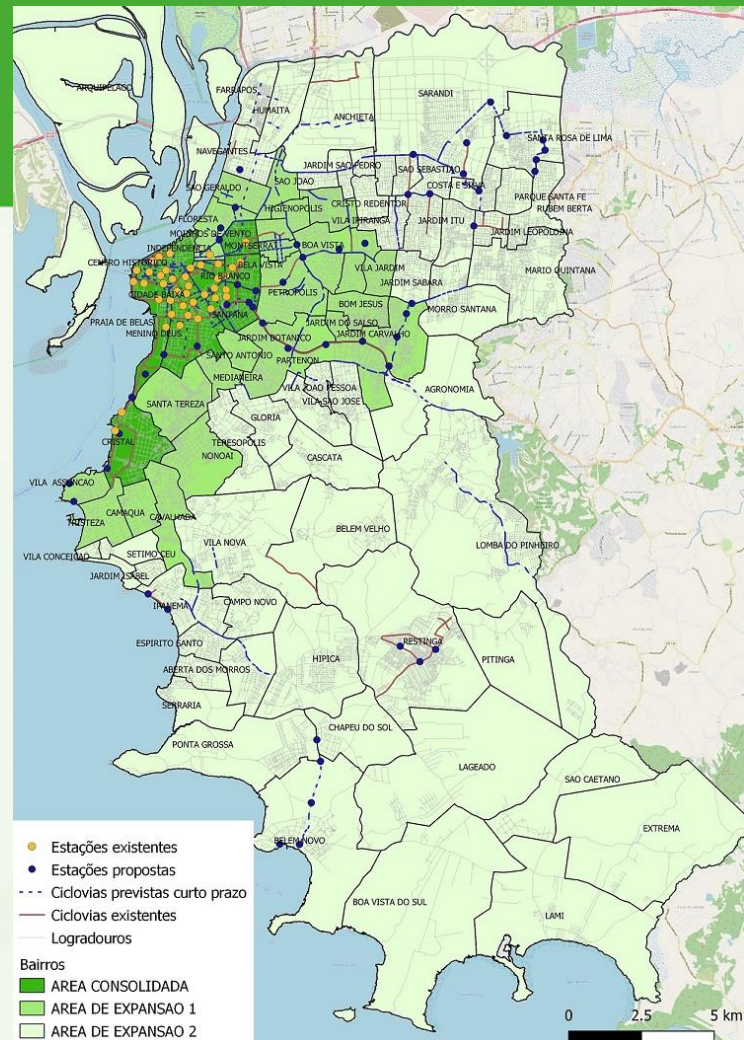 ARQUIPELAGO
FARRAPOS
HUMAITA
SARANDI
ANCHIETA
NAVEGANTES
SANTA ROSA DE LIMA
JARDIM SAO PEDRO
SAO SEBASTIAO
SAO JOAO
SAO GERALDO
COSTA E SILVA
CRISTO REDENTOR
PARQUE SANTA FE
HIGIENOPOLIS
RUBEM BERTA
FLORESTA
VILA IPIRANGA
JARDIM ITU
MOINHOS DE VENTO
JARDIM LEOPOLDINA
INDEPENDENCIA
MONTSERRAT
BOA VISTA
CENTRO HISTORICO
BELA VISTA
VILA JARDIM
MARIO QUINTANA
RIO BRANCO
JARDIM SABARA
CIDADE BAIXA
PETROPOLIS
BOM JESUS
MORRO SANTANA
SANTANA
PRAIA DE BELAS
JARDIM DO SALSO
MENINO DEUS
JARDIM BOTANICO
JARDIM CARVALHO
SANTO ANTONIO
PARTENON
MEDIANEIRA
VILA JOAO PESSOA
AGRONOMIA
VILA SAO JOSE
SANTA TEREZA
GLORIA
CRISTAL
TERESOPOLIS
NONOAI
CASCATA
VILA ASSUNCAO
CAMAQUA
CAVALHADA
TRISTEZA
BELEM VELHO
VILA NOVA
LOMBA DO PINHEIRO
SETIMO CEU
VILA CONCEICAO
JARDIM ISABEL
IPANEMA
CAMPO NOVO
ESPIRITO SANTO
RESTINGA
HIPICA
PITINGA
ABERTA DOS MORROS
SERRARIA
CHAPEU DO SOL
PONTA GROSSA
LAGEADO
SAO CAETANO
EXTREMA
BELEM NOVO
BOA VISTA DO SUL
LAMI
Estações existentes
Estações propostas
Ciclovias previstas curto prazo
Ciclovias existentes
Logradouros
Bairros
AREA CONSOLIDADA
AREA DE EXPANSAO 1
AREA DE EXPANSAO 2
0 2.5 5 km